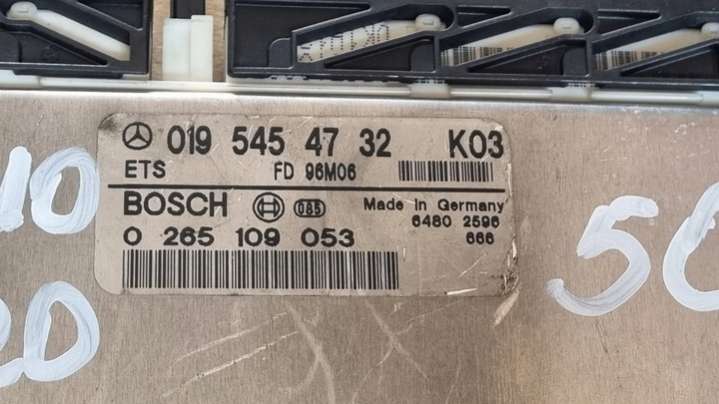 019 545 47 32 K03
ETS FD 96M06
BOSCH 085 Made in Germany
6480 2596
0 265 109 053 666